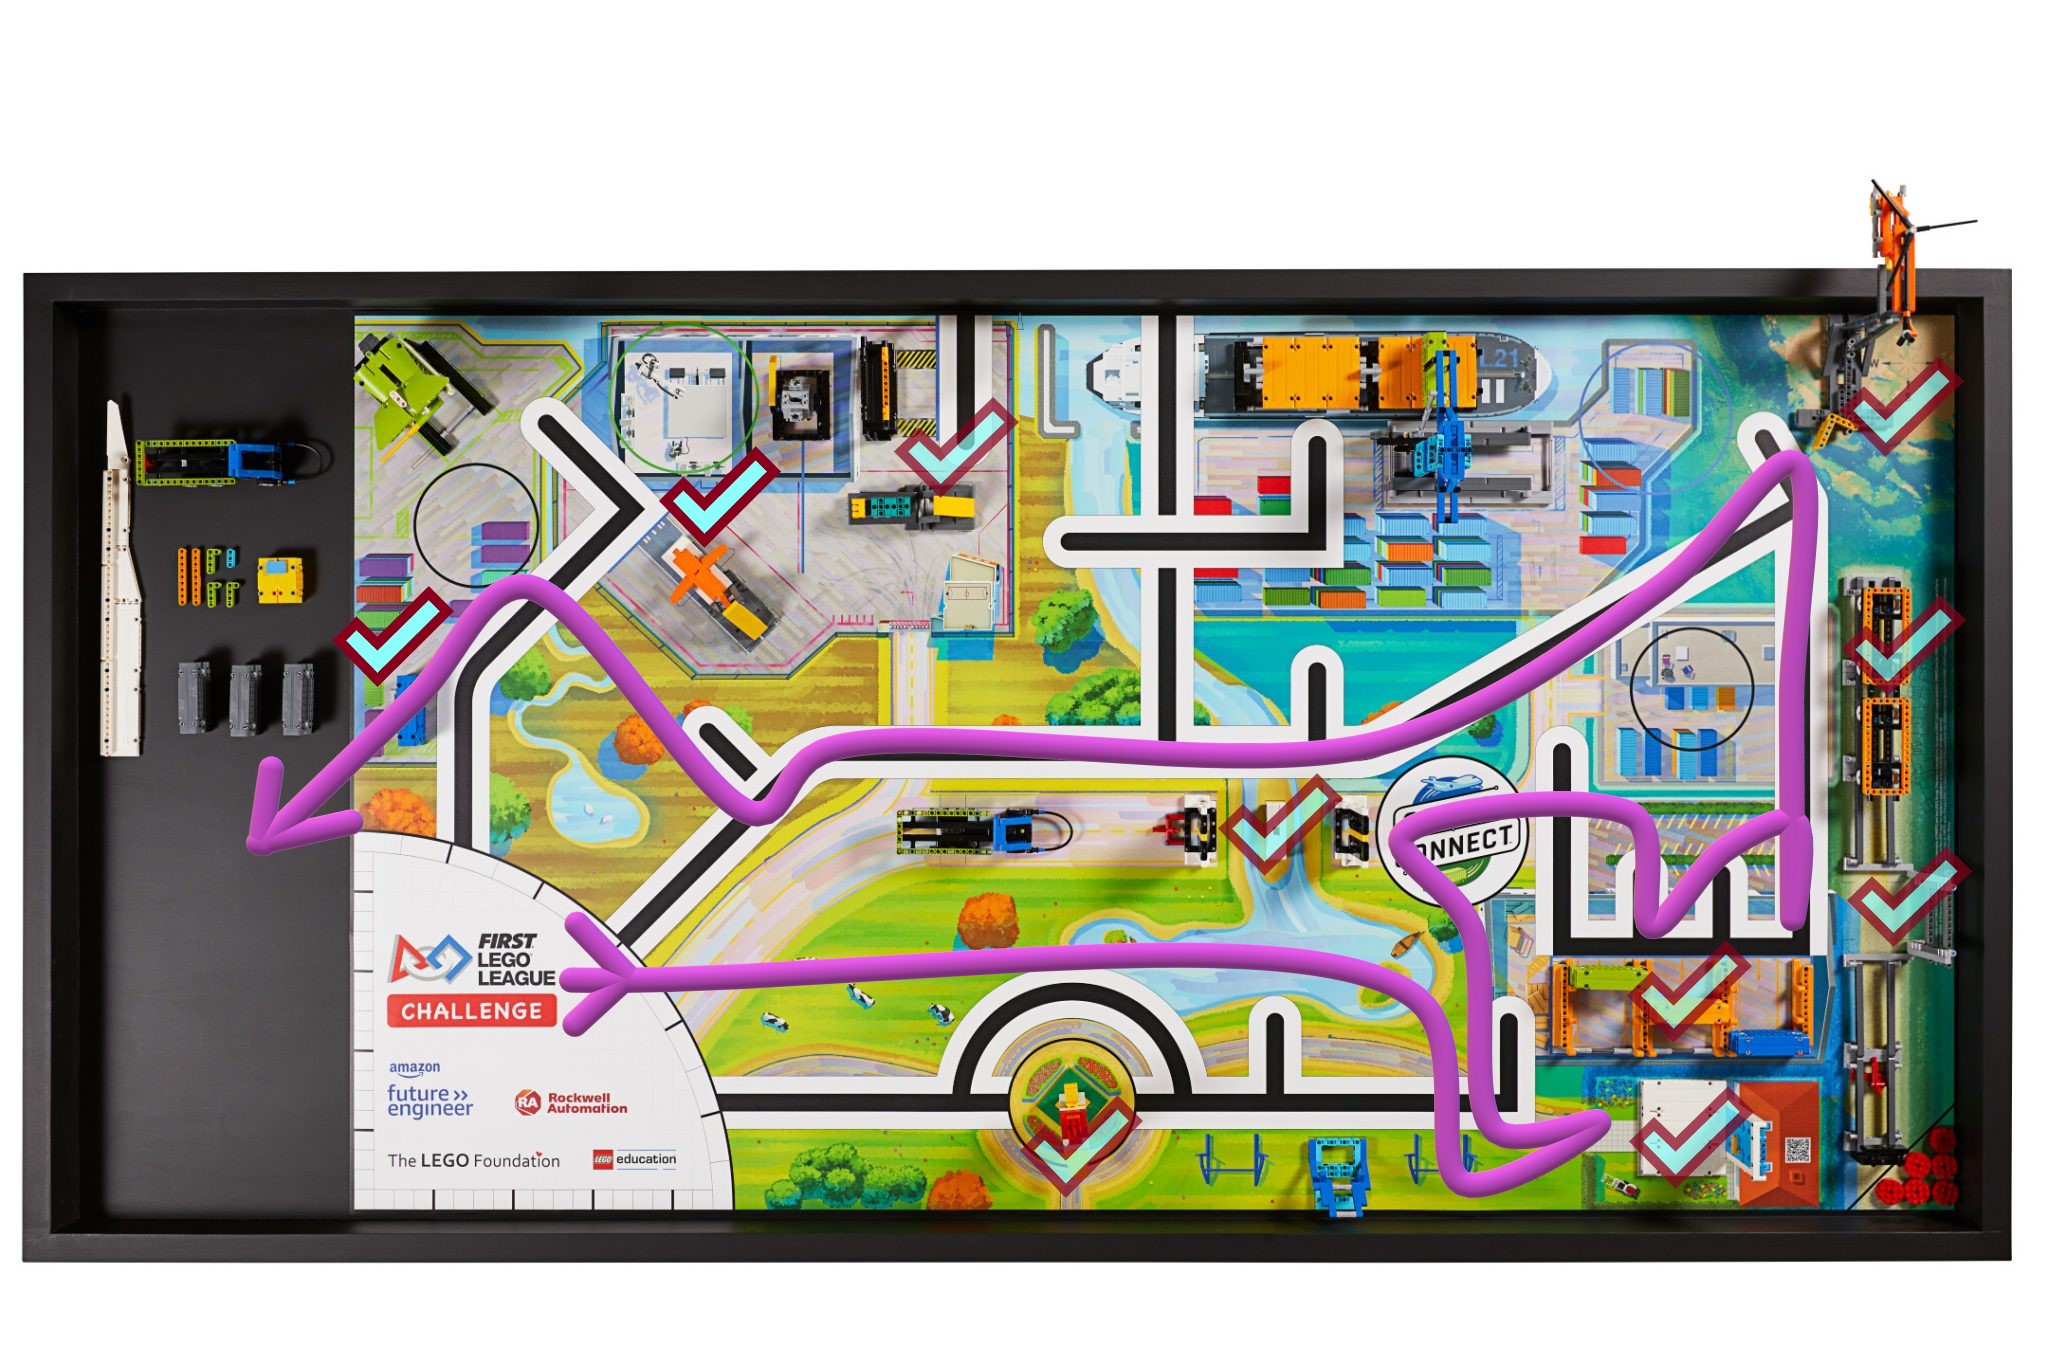 L21
CONNECT
FIRST
LEGO
LEAGUE
CHALLENGE
amazon
future
engineer
RA
Rockwell
Automation
The LEGO Foundation
LEGO education